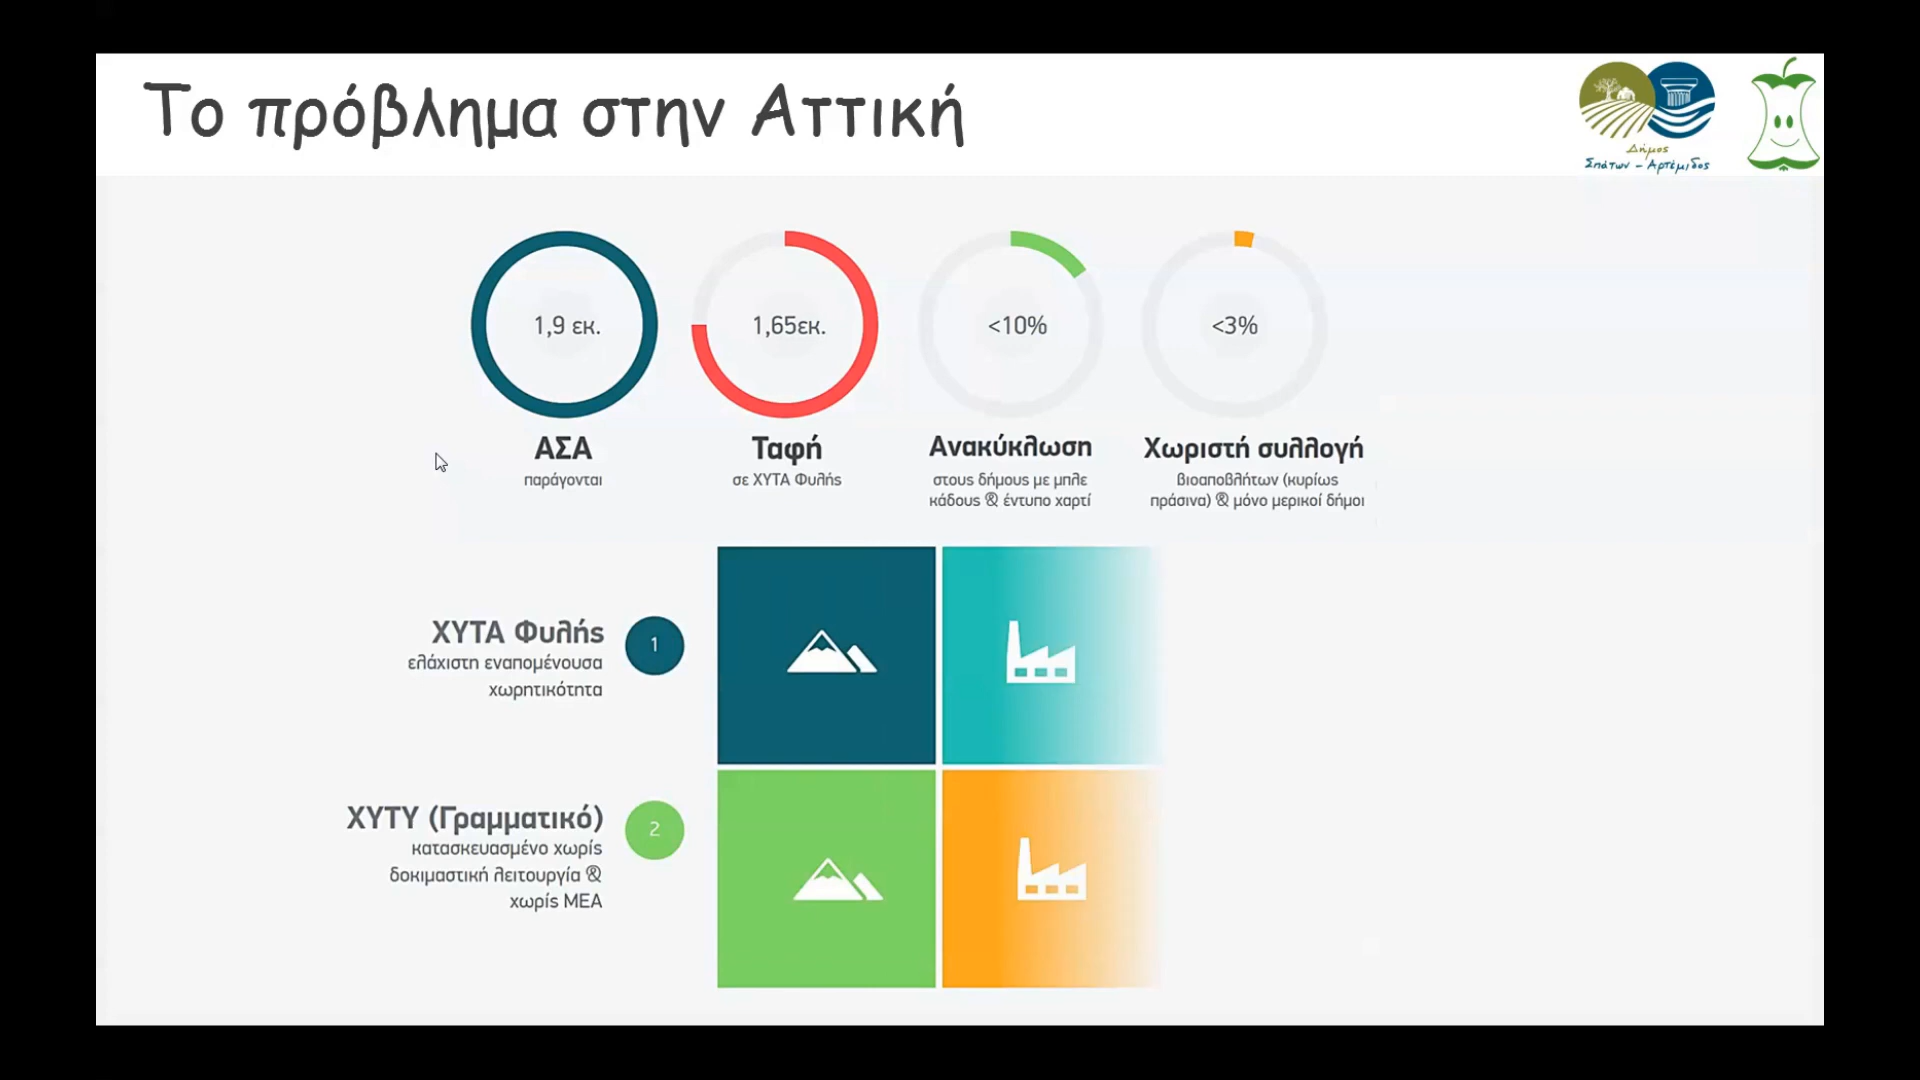 Το πρόβλημα στην Αττική
Δήμος
Σπάτων - Αρτέμιδος
1,9 εκ.
1,65εκ.
<10%
<3%
ΑΣΑ
παράγονται
Ταφή
σε ΧΥΤΑ Φυλής
Ανακύκλωση
στους δήμους με μπλε
κάδους & έντυπο χαρτί
Χωριστή συλλογή
βιοαποβλήτων (κυρίως
πράσινα) & μόνο μερικοί δήμοι
ΧΥΤΑ Φυλής
ελάχιστη εναπομένουσα
χωρητικότητα
1
ΧΥΤΥ (Γραμματικό)
κατασκευασμένο χωρίς
δοκιμαστική λειτουργία &
χωρίς ΜΕΑ
2